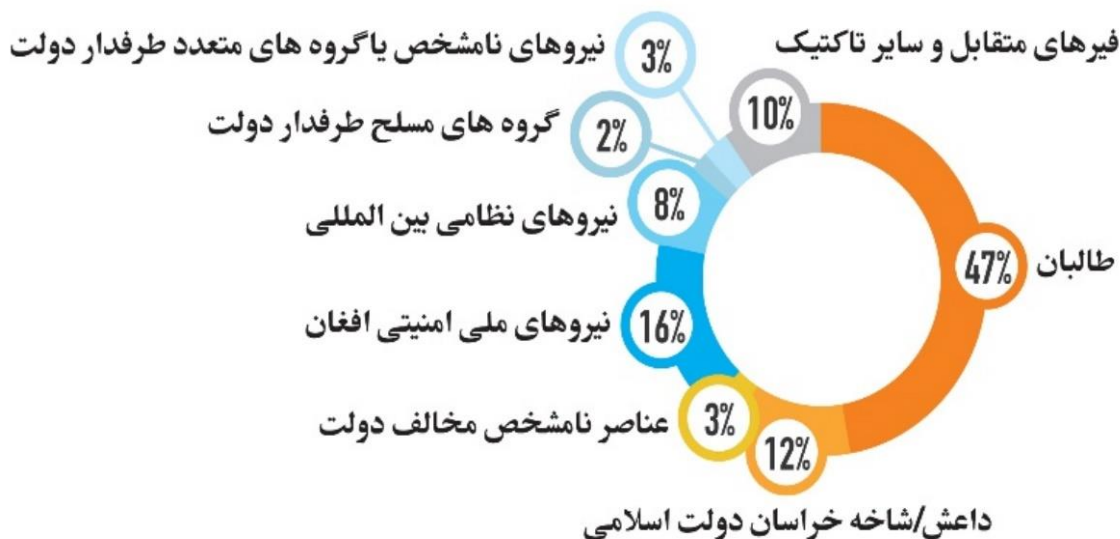 فیرهای متقابل و سایر تاکتیک
10%
نیروهای نامشخص یا گروه های متعدد طرفدار دولت
3%
گروه های مسلح طرفدار دولت
2%
نیروهای نظامی بین المللی
8%
طالبان
47%
نیروهای ملی امنیتی افغان
16%
عناصر نامشخص مخالف دولت
3%
12%
داعش/شاخه خراسان دولت اسلامی